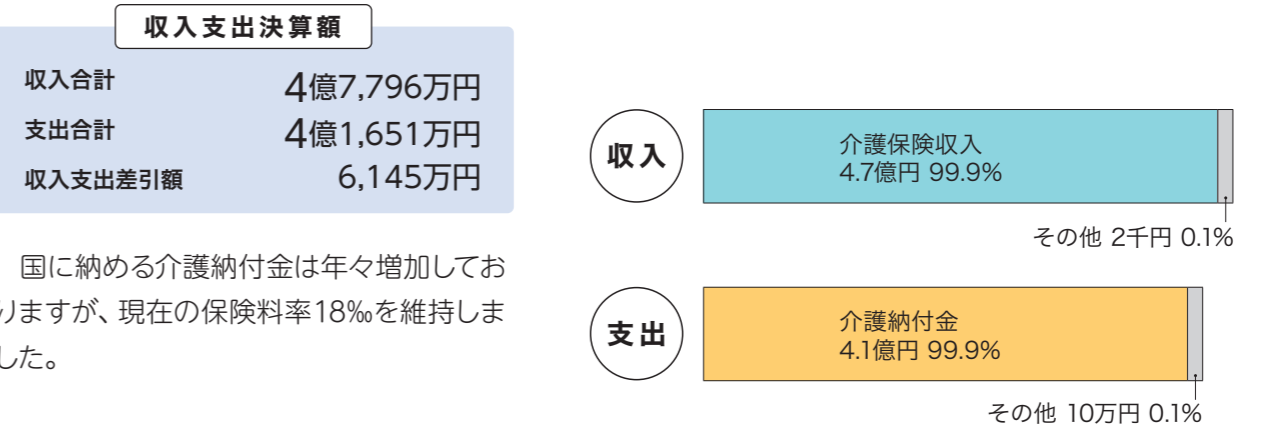 収入支出決算額
収入合計 4億7,796万円
支出合計 4億1,651万円
収入支出差引額 6,145万円
国に納める介護納付金は年々増加してお
りますが、現在の保険料率18‰を維持しま
した。
収入
介護保険収入
4.7億円 99.9%
その他 2千円 0.1%
支出
介護納付金
4.1億円 99.9%
その他 10万円 0.1%